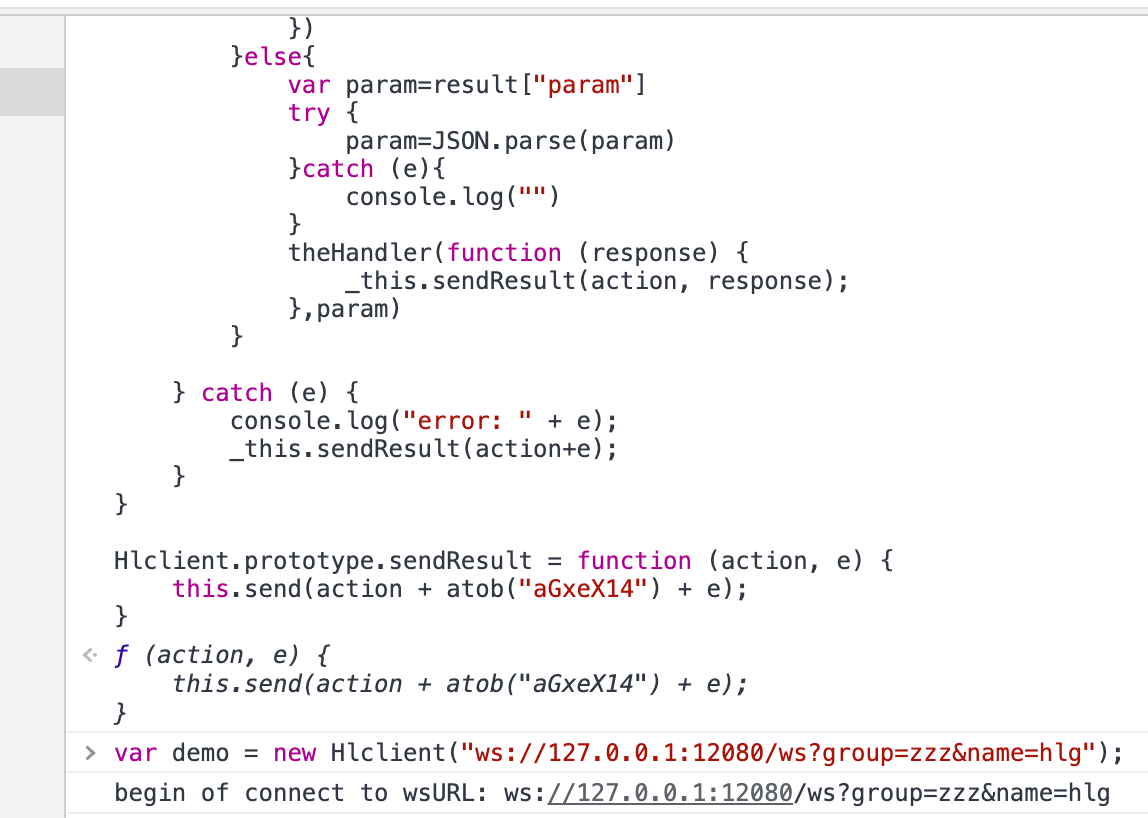 })
}else{
var param=result["param"]
try {
param=JSON.parse(param)
}catch (e){
console.log("")
}
theHandler(function (response) {
_this.sendResult(action, response);
},param)
}
} catch (e) {
console.log("error: " + e);
_this.sendResult(action+e);
}
}
Hlclient.prototype.sendResult = function (action, e) {
this.send(action + atob("aGxeX14") + e);
}
ƒ (action, e) {
this.send(action + atob("aGxeX14") + e);
}
var demo = new Hlclient("ws://127.0.0.1:12080/ws?group=zzz&name=hlg");
begin of connect to wsURL: ws://127.0.0.1:12080/ws?group=zzz&name=hlg